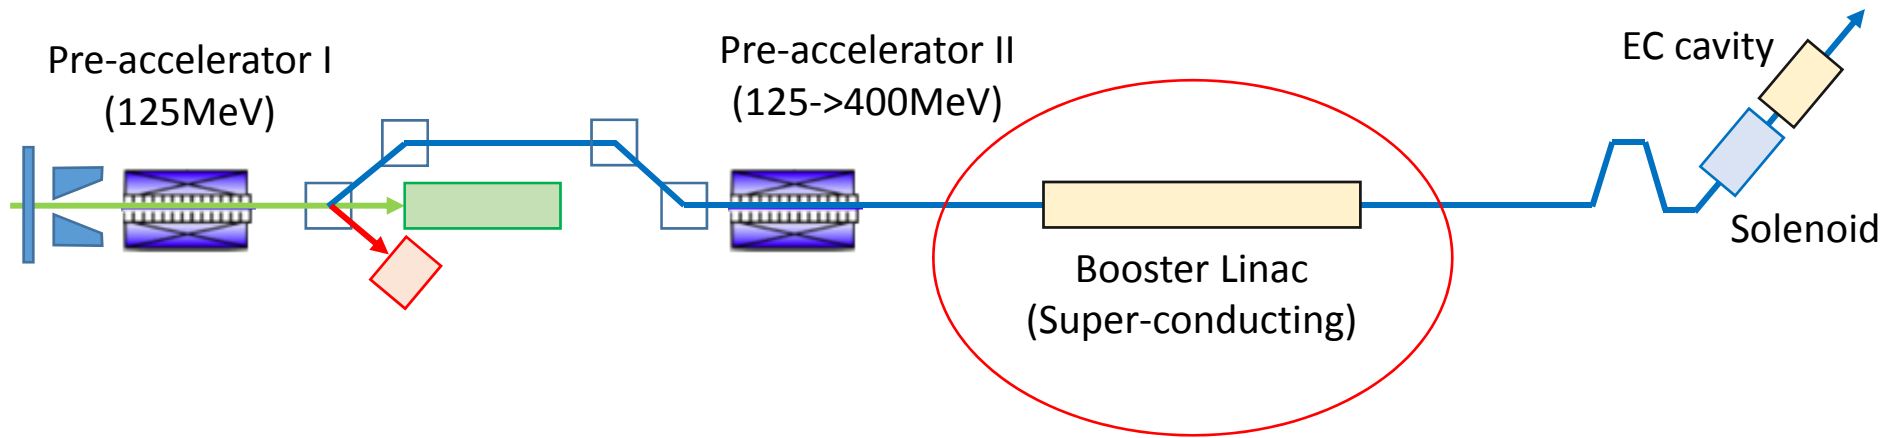 Pre-accelerator I
(125MeV)
Pre-accelerator II
(125->400MeV)
Booster Linac
(Super-conducting)
EC cavity
Solenoid